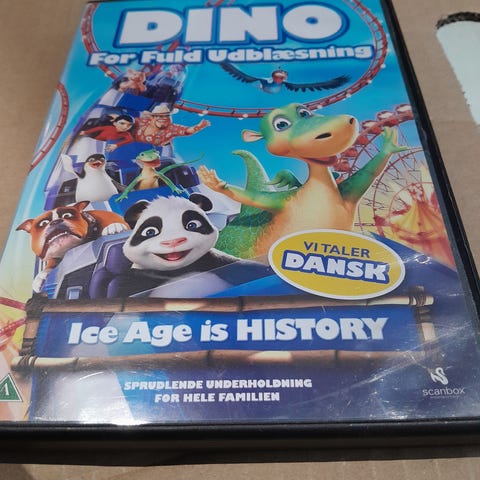 DINO
For Fuld Udblæsning
VI TALER
DANSK
Ice Age is HISTORY
SPRUDLENDE UNDERHOLDNING
FOR HELE FAMILIEN
A
scanbox